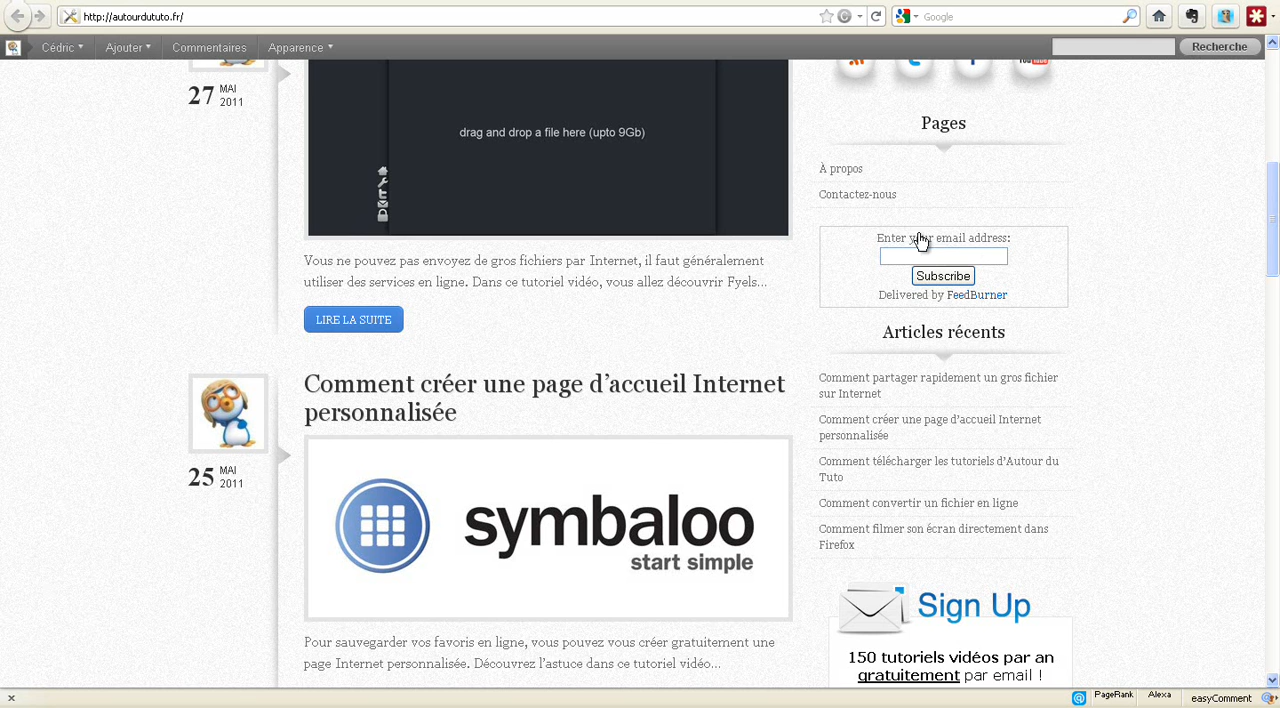 http://autourdututo.fr/
Google
Cédric
Ajouter
Commentaires
Apparence
Recherche
27 MAI 2011
drag and drop a file here (upto 9Gb)
Vous ne pouvez pas envoyez de gros fichiers par Internet, il faut généralement
utiliser des services en ligne. Dans ce tutoriel vidéo, vous allez découvrir Fyels...
LIRE LA SUITE
Comment créer une page d’accueil Internet
personnalisée
25 MAI 2011
symbaloo
start simple
Pour sauvegarder vos favoris en ligne, vous pouvez vous créer gratuitement une
page Internet personnalisée. Découvrez l’astuce dans ce tutoriel vidéo...
Pages
À propos
Contactez-nous
Enter your email address:
Subscribe
Delivered by FeedBurner
Articles récents
Comment partager rapidement un gros fichier
sur Internet
Comment créer une page d’accueil Internet
personnalisée
Comment télécharger les tutoriels d’Autour du
Tuto
Comment convertir un fichier en ligne
Comment filmer son écran directement dans
Firefox
Sign Up
150 tutoriels vidéos par an
gratuitement par email !
PageRank
Alexa
easyComment